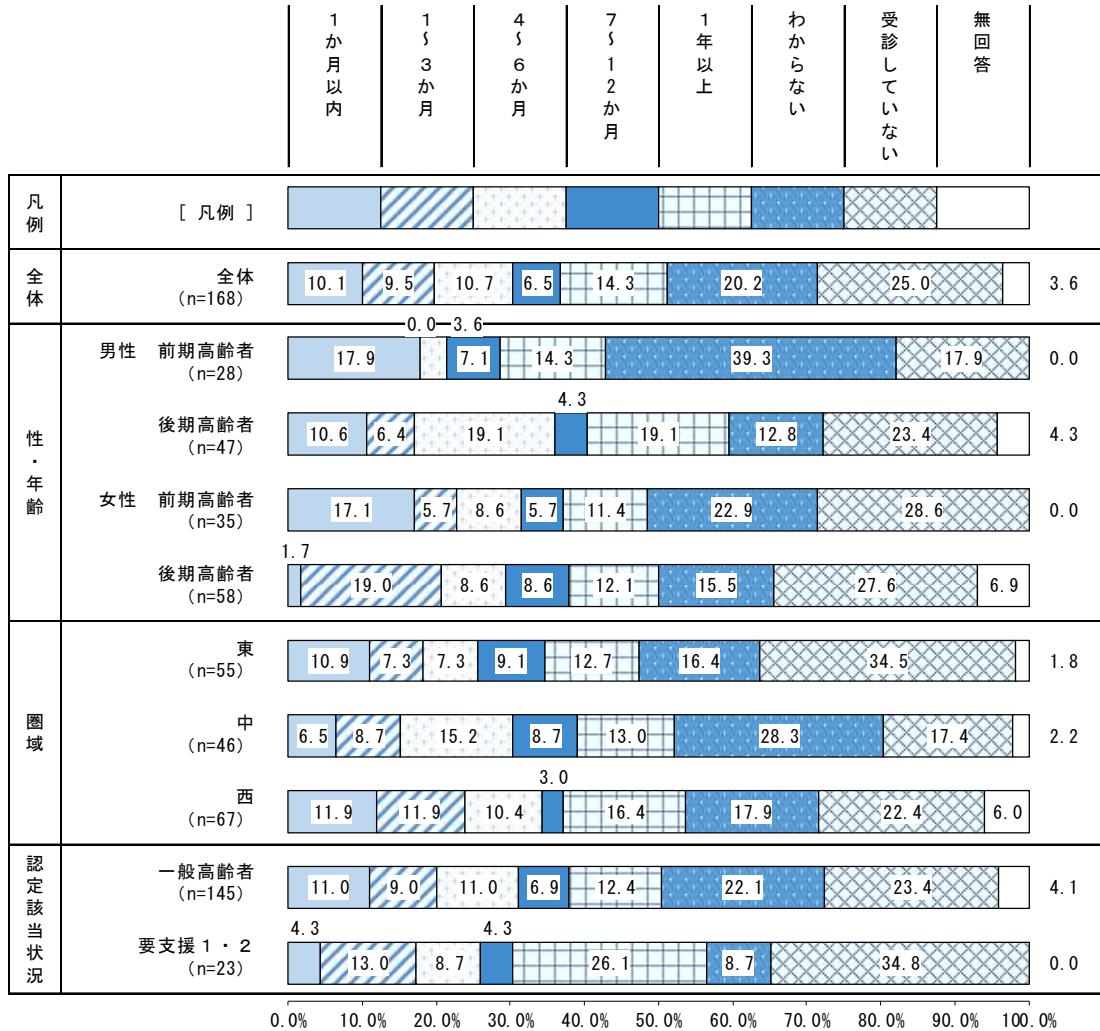 1か月以内
1~3か月
4~6か月
7~12か月
1年以上
わからない
受診していない
無回答
凡例
[ 凡例 ]
全体
全体
(n=168)
10.1 9.5 10.7 6.5 14.3 20.2 25.0 3.6
性・年齢
0.0 3.6
男性 前期高齢者
(n=28)
17.9 7.1 14.3 39.3 17.9 0.0
4.3
後期高齢者
(n=47)
10.6 6.4 19.1 19.1 12.8 23.4 4.3
女性 前期高齢者
(n=35)
17.1 5.7 8.6 5.7 11.4 22.9 28.6 0.0
1.7
後期高齢者
(n=58)
19.0 8.6 8.6 12.1 15.5 27.6 6.9
圏域
東
(n=55)
10.9 7.3 7.3 9.1 12.7 16.4 34.5 1.8
中
(n=46)
6.5 8.7 15.2 8.7 13.0 28.3 17.4 2.2
3.0
西
(n=67)
11.9 11.9 10.4 16.4 17.9 22.4 6.0
認定該当状況
一般高齢者
(n=145)
11.0 9.0 11.0 6.9 12.4 22.1 23.4 4.1
4.3 4.3
要支援1・2
(n=23)
13.0 8.7 26.1 8.7 34.8 0.0
0.0% 10.0% 20.0% 30.0% 40.0% 50.0% 60.0% 70.0% 80.0% 90.0% 100.0%